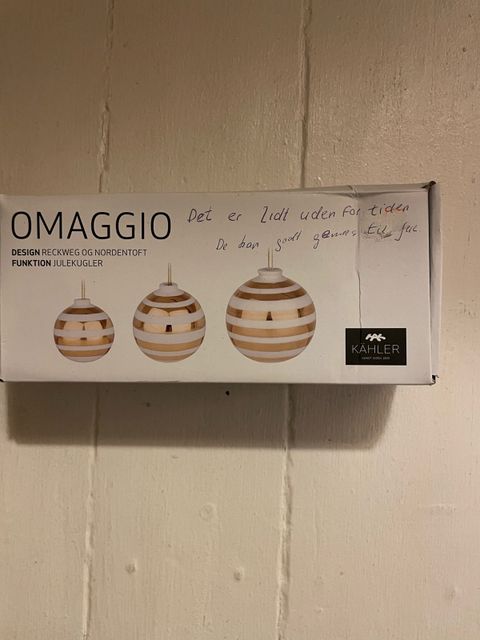 OMAGGIO
DESIGN RECKWEG OG NORDENTOFT
FUNKTION JULEKUGLER
Det er lidt uden for tiden
De kan godt gemmes til jul
KÄHLER